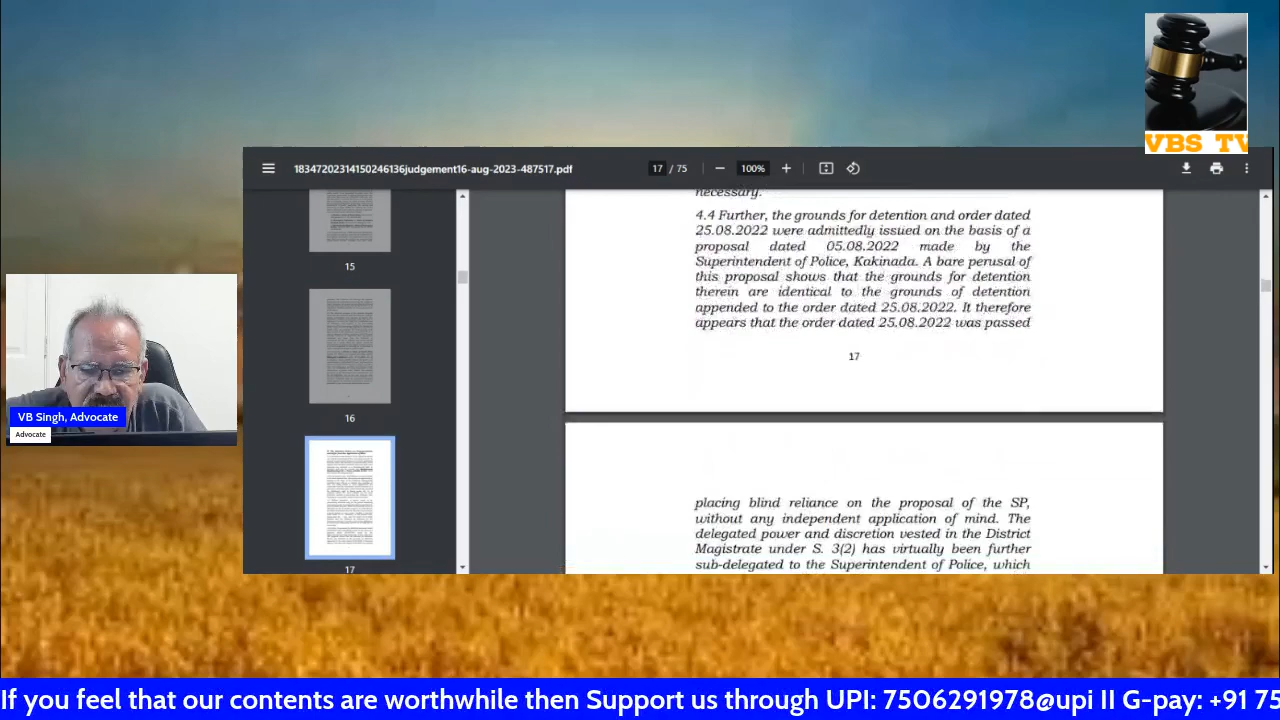 VBS TV
18347202314150246136judgement16-aug-2023-487517.pdf
17 / 75
100%
necessary.
4.4 Further, the grounds for detention and order dated
25.08.2022 were admittedly issued on the basis of a
proposal dated 05.08.2022 made by the
Superintendent of Police, Kakinada. A bare perusal of
this proposal shows that the grounds for detention
therein are identical to the grounds of detention
appended to the order dated 25.08.2022. It therefore
appears that the order dated 25.08.2022 was passed
17
placing blind reliance on the proposal of the SP,
without any independent application of mind. The
delegated power and discretion vested in the District
Magistrate under S. 3(2) has virtually been further
sub-delegated to the Superintendent of Police, which
15
16
17
VB Singh, Advocate
Advocate
If you feel that our contents are worthwhile then Support us through UPI: 7506291978@upi II G-pay: +91 75